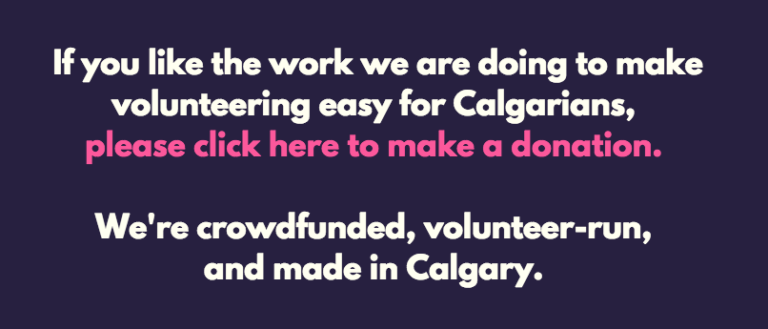 If you like the work we are doing to make
volunteering easy for Calgarians,
please click here to make a donation.
We're crowdfunded, volunteer-run,
and made in Calgary.